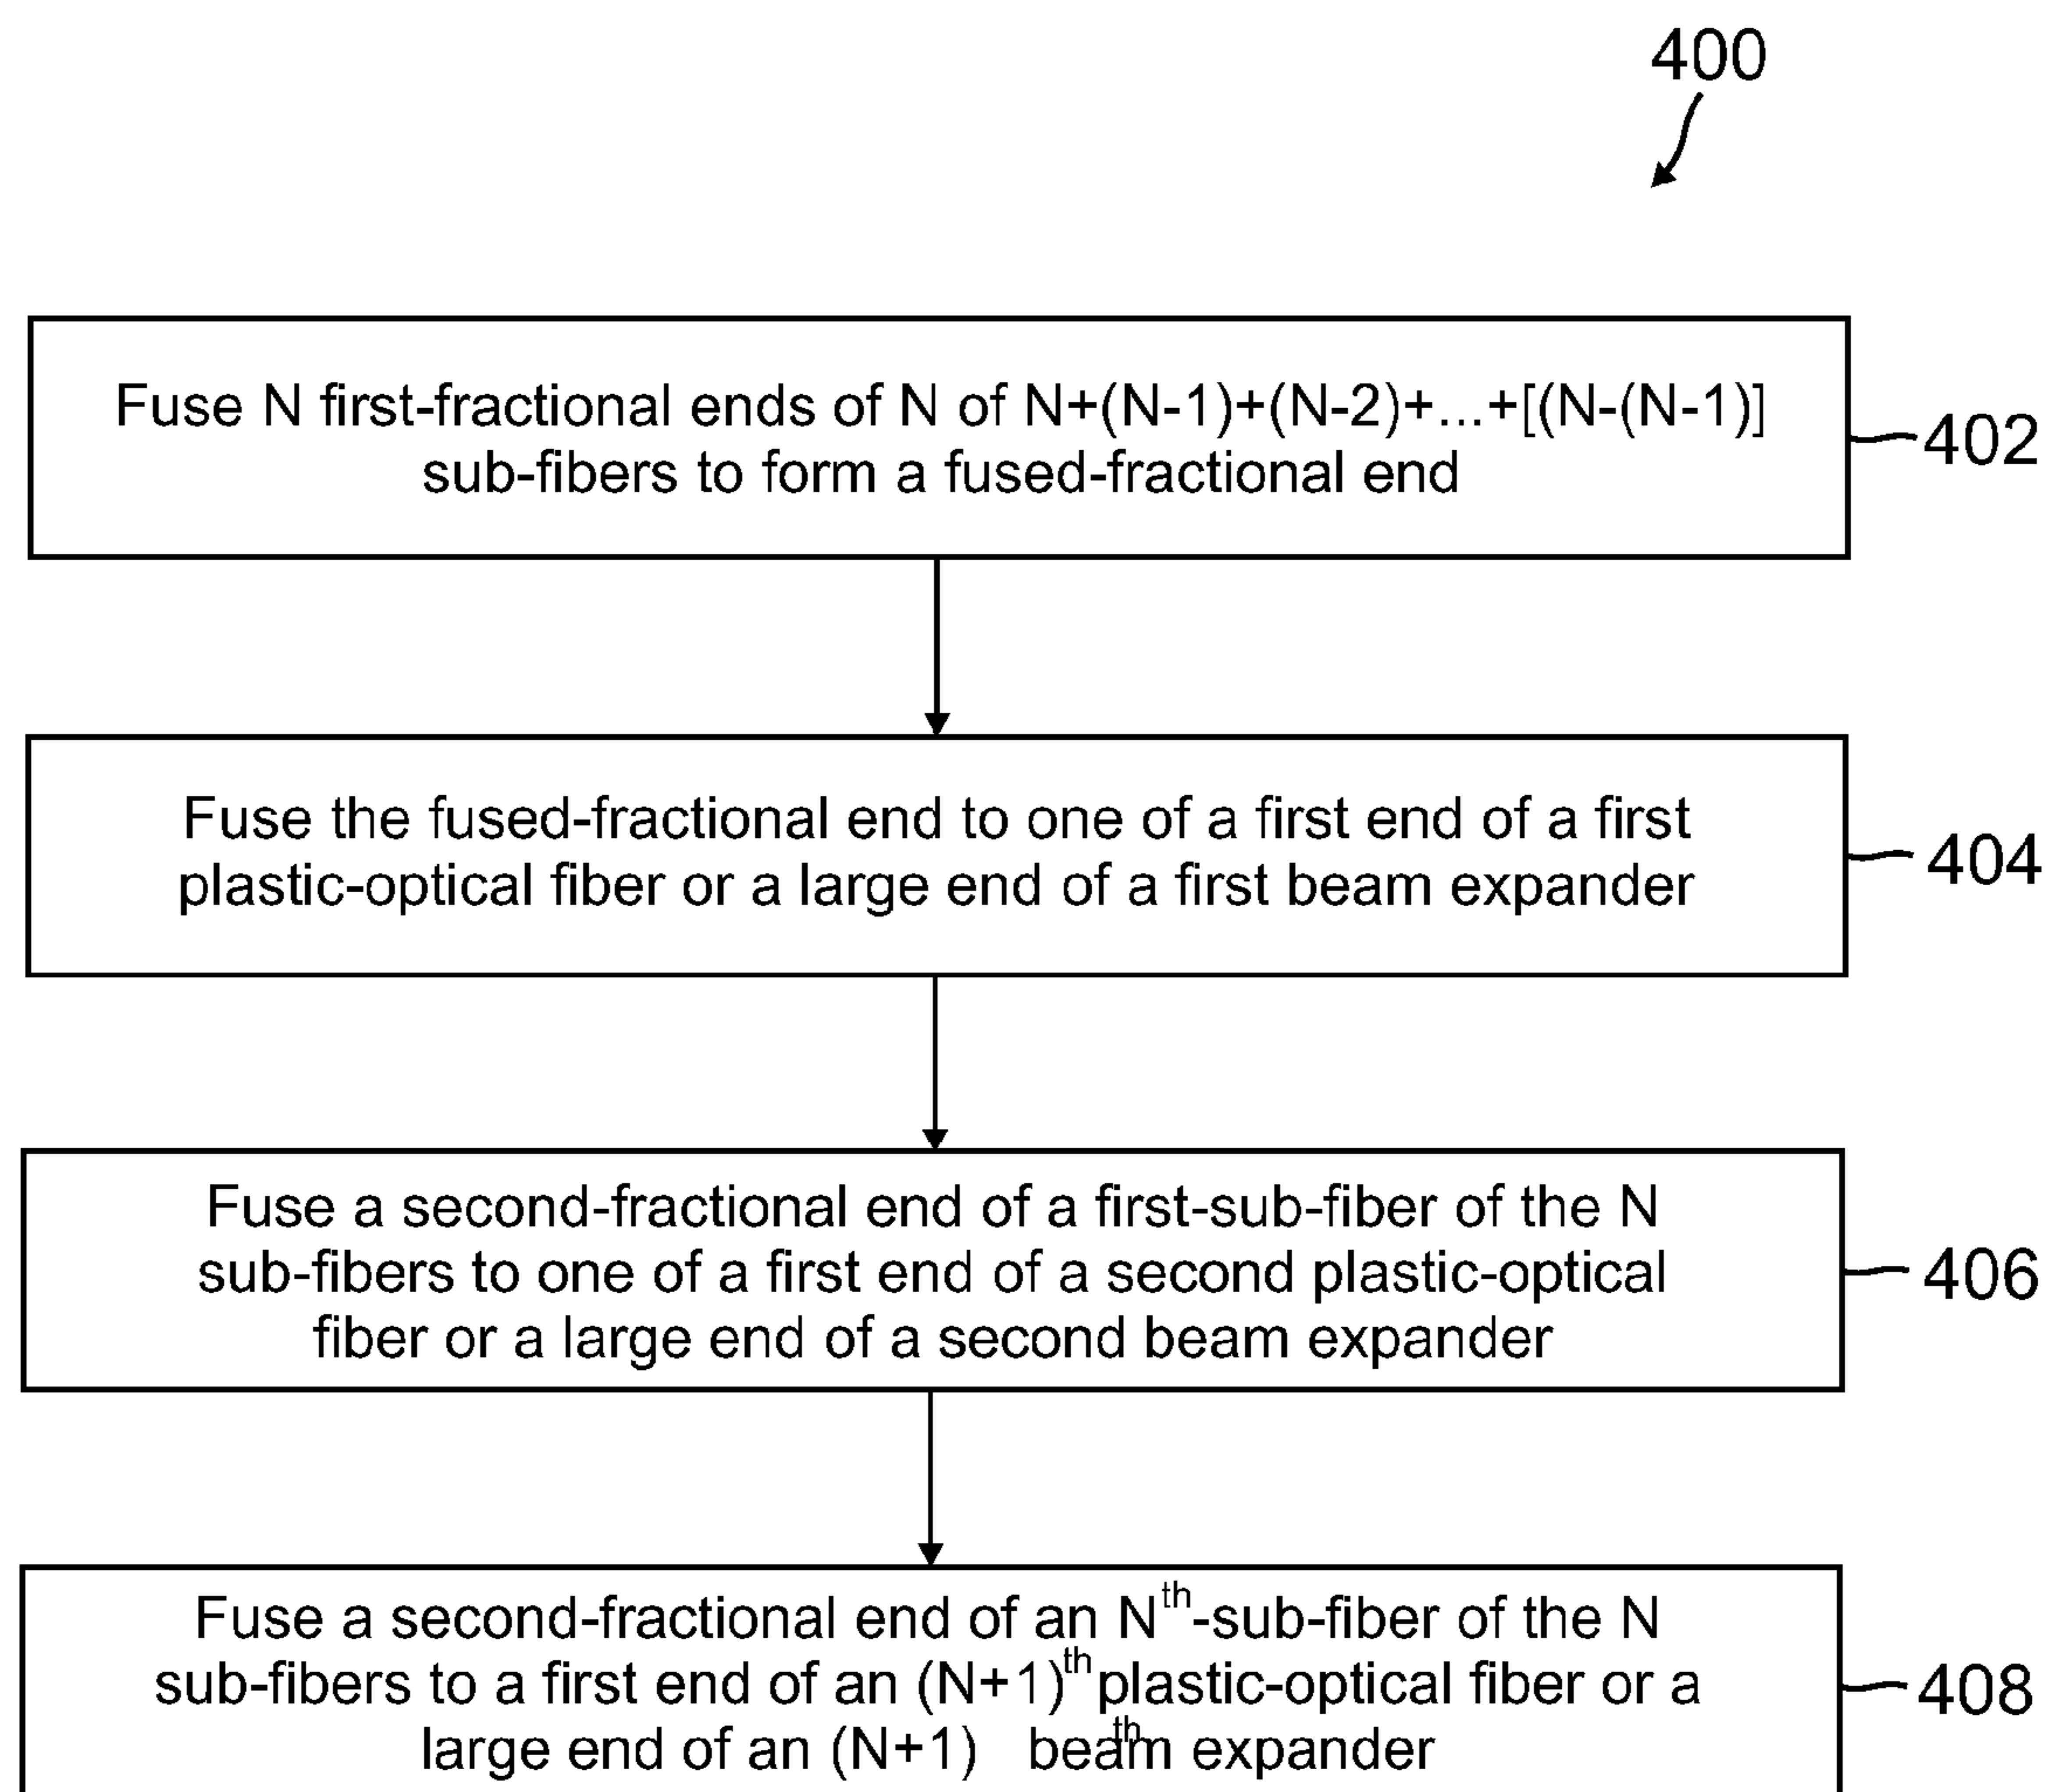 400
Fuse N first-fractional ends of N of N+(N-1)+(N-2)+...+[(N-(N-1)]
sub-fibers to form a fused-fractional end
402
Fuse the fused-fractional end to one of a first end of a first
plastic-optical fiber or a large end of a first beam expander
404
Fuse a second-fractional end of a first-sub-fiber of the N
sub-fibers to one of a first end of a second plastic-optical
fiber or a large end of a second beam expander
406
Fuse a second-fractional end of an Nth-sub-fiber of the N
sub-fibers to a first end of an (N+1)th plastic-optical fiber or a
large end of an (N+1)th beam expander
408